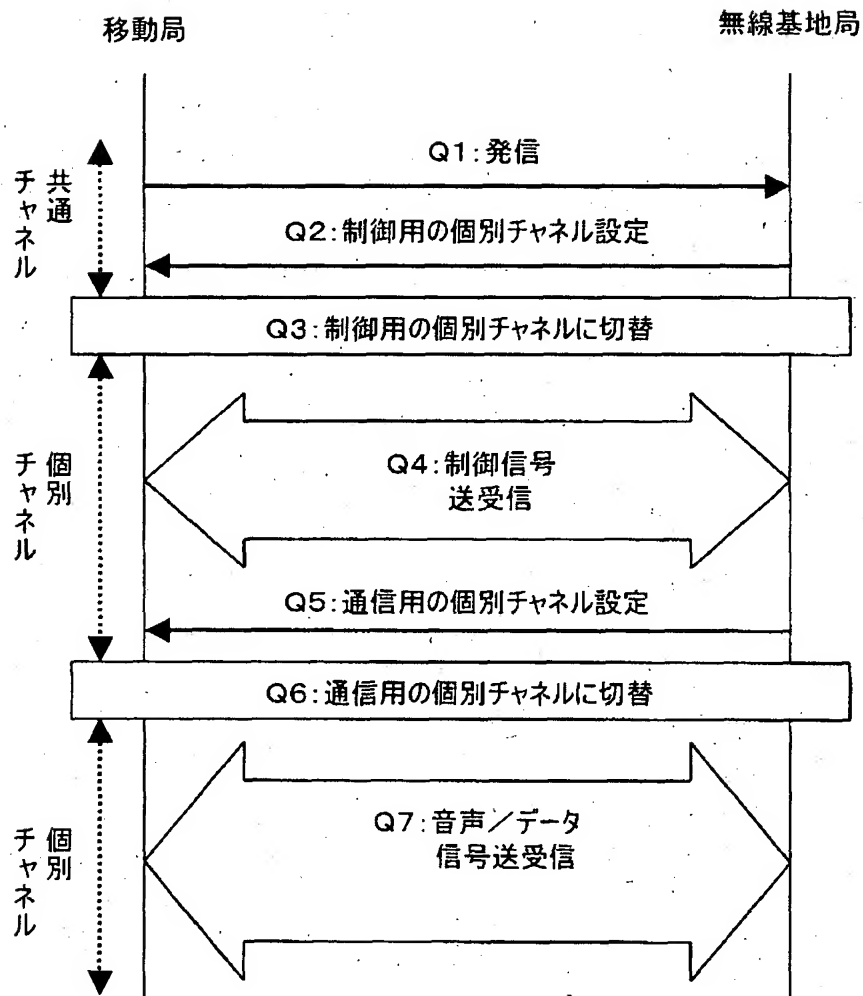 移動局
無線基地局
Q1:発信
共通
チャネル
Q2:制御用の個別チャネル設定
Q3:制御用の個別チャネルに切替
個別
チャネル
Q4:制御信号
送受信
Q5:通信用の個別チャネル設定
Q6:通信用の個別チャネルに切替
個別
チャネル
Q7:音声/データ
信号送受信